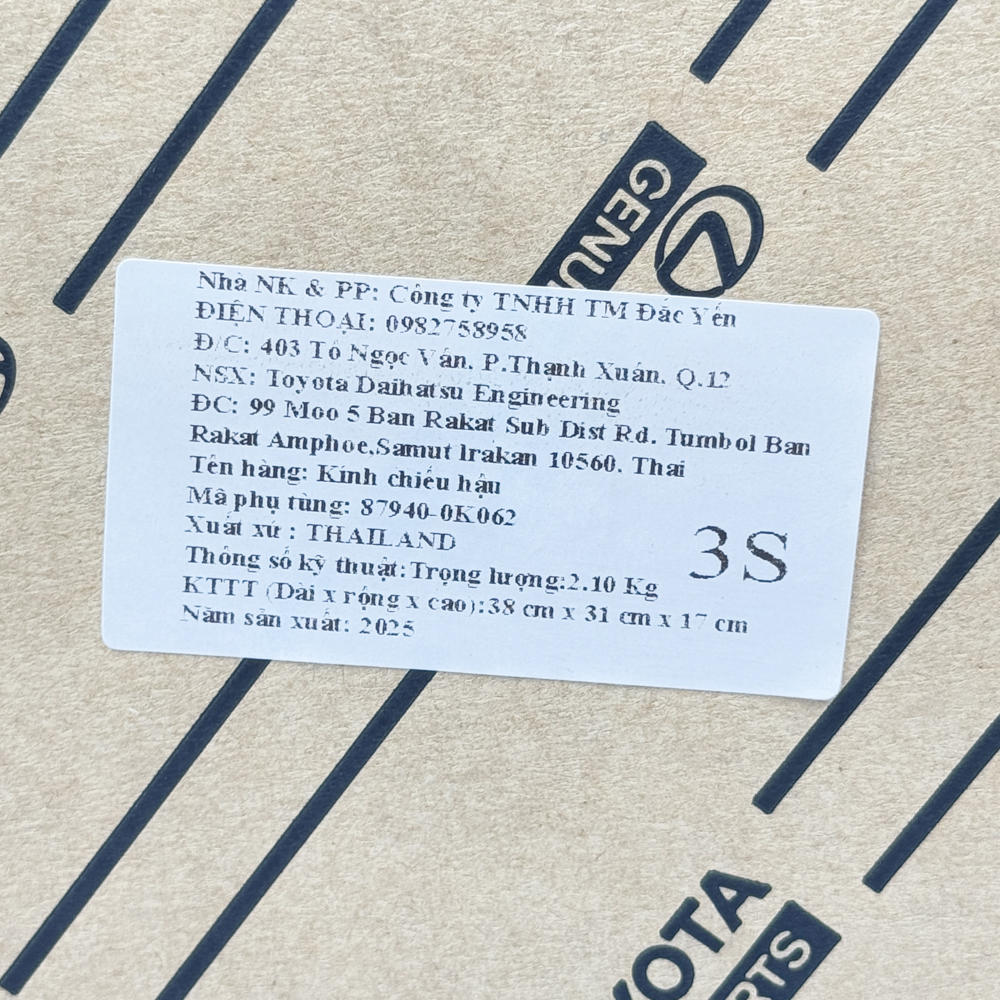 GENU
Nhà NK & PP: Công ty TNHH TM Đắc Yến
ĐIỆN THOẠI: 0982758958
Đ/C: 403 Tô Ngọc Vân. P.Thạnh Xuân. Q.12
NSX: Toyota Daihatsu Engineering
ĐC: 99 Moo 5 Ban Rakat Sub Dist Rd. Tumbol Ban
Rakat Amphoe,Samut lrakan 10560. Thai
Tên hàng: Kính chiếu hậu
Mã phụ tùng: 87940-0K062
Xuất xứ : THAILAND
Thông số kỹ thuật:Trọng lượng:2.10 Kg
KTTT (Dài x rộng x cao):38 cm x 31 cm x 17 cm
Năm sản xuất: 2025
3S
YOTA
RTS